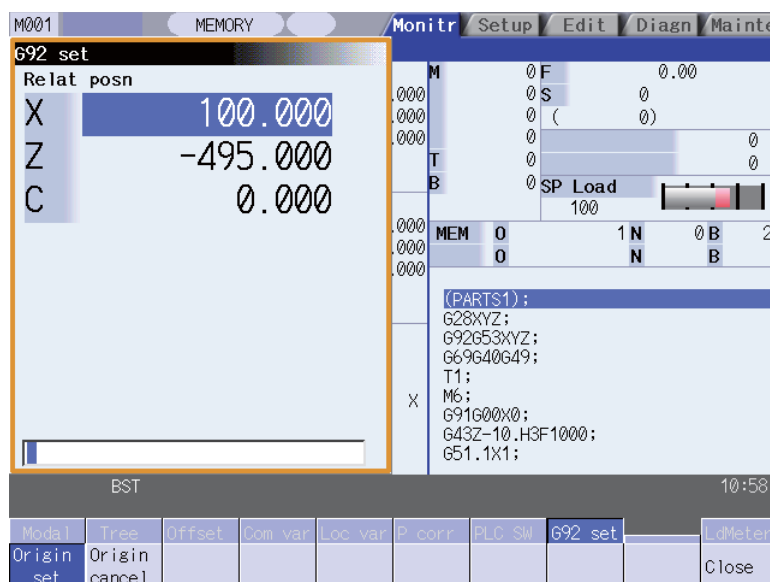 M001 MEMORY Monitr Setup Edit Diagn Mainte
G92 set
Relat posn
X 100.000
Z -495.000
C 0.000
.000
.000
.000
.000
.000
.000
X
M 0 F 0.00
0 S 0
0 ( 0)
0 0
T 0 0
B 0 SP Load
100
MEM O 1 N 0 B 2
O N B
(PARTS1);
G28XYZ;
G92G53XYZ;
G69G40G49;
T1;
M6;
G91G00X0;
G43Z-10.H3F1000;
G51.1X1;
BST 10:58
Modal Tree Offset Com var Loc var P corr PLC SW G92 set LdMeter
Origin set Origin cancel Close